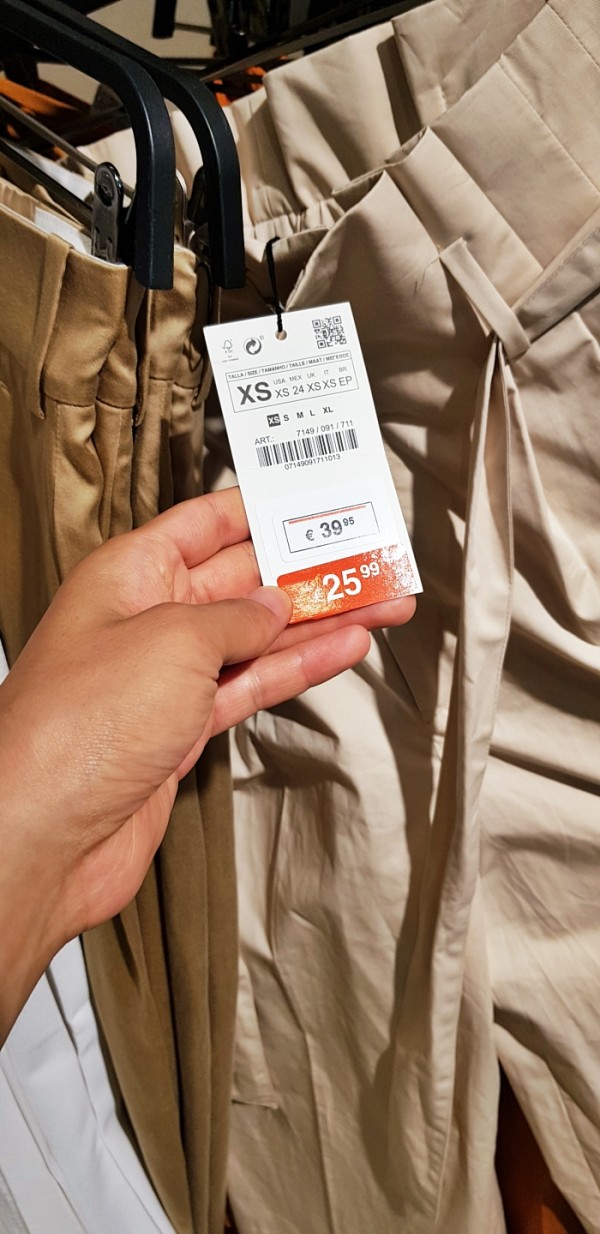 TALLA / SIZE / TAMANHO / TAILLE / MAAT / ΜΕΓΕΘΟΣ
XS
USA MEX UK IT BR
XS 24 XS XS EP
XS S M L XL
ART.: 7149 / 091 / 711
07149091711013
€ 39 95
€25 99